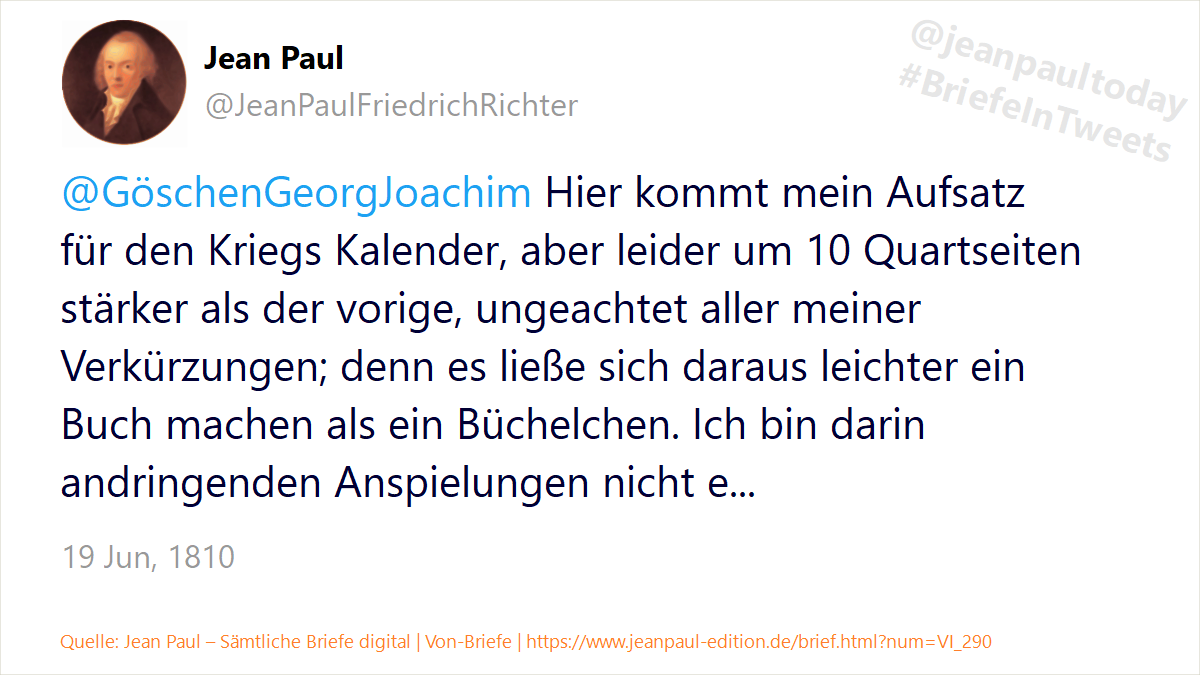 Jean Paul
@JeanPaulFriedrichRichter
@jeanpaultoday
#BriefeInTweets
@GöschenGeorgJoachim Hier kommt mein Aufsatz
für den Kriegs Kalender, aber leider um 10 Quartseiten
stärker als der vorige, ungeachtet aller meiner
Verkürzungen; denn es ließe sich daraus leichter ein
Buch machen als ein Büchelchen. Ich bin darin
andringenden Anspielungen nicht e...
19 Jun, 1810
Quelle: Jean Paul – Sämtliche Briefe digital | Von-Briefe | https://www.jeanpaul-edition.de/brief.html?num=VI_290